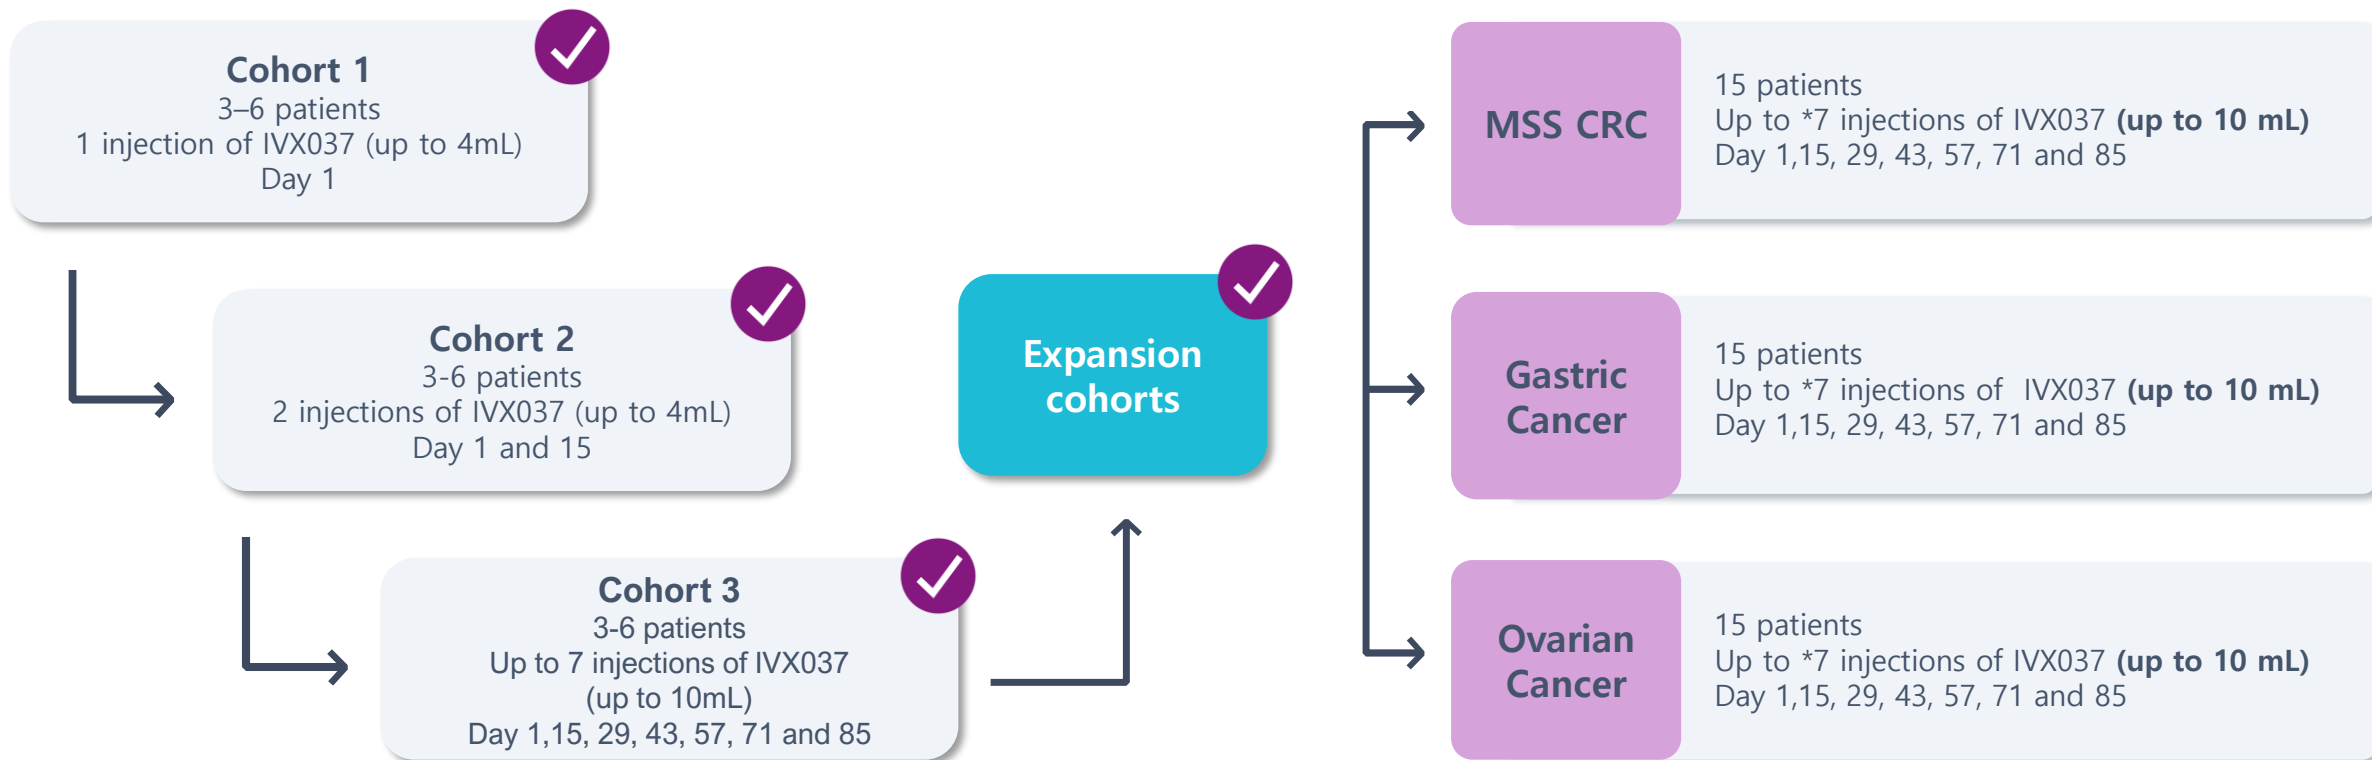 Cohort 1
3–6 patients
1 injection of IVX037 (up to 4mL)
Day 1
Cohort 2
3-6 patients
2 injections of IVX037 (up to 4mL)
Day 1 and 15
Cohort 3
3-6 patients
Up to 7 injections of IVX037
(up to 10mL)
Day 1,15, 29, 43, 57, 71 and 85
Expansion
cohorts
MSS CRC
15 patients
Up to *7 injections of IVX037 (up to 10 mL)
Day 1,15, 29, 43, 57, 71 and 85
Gastric
Cancer
15 patients
Up to *7 injections of IVX037 (up to 10 mL)
Day 1,15, 29, 43, 57, 71 and 85
Ovarian
Cancer
15 patients
Up to *7 injections of IVX037 (up to 10 mL)
Day 1,15, 29, 43, 57, 71 and 85